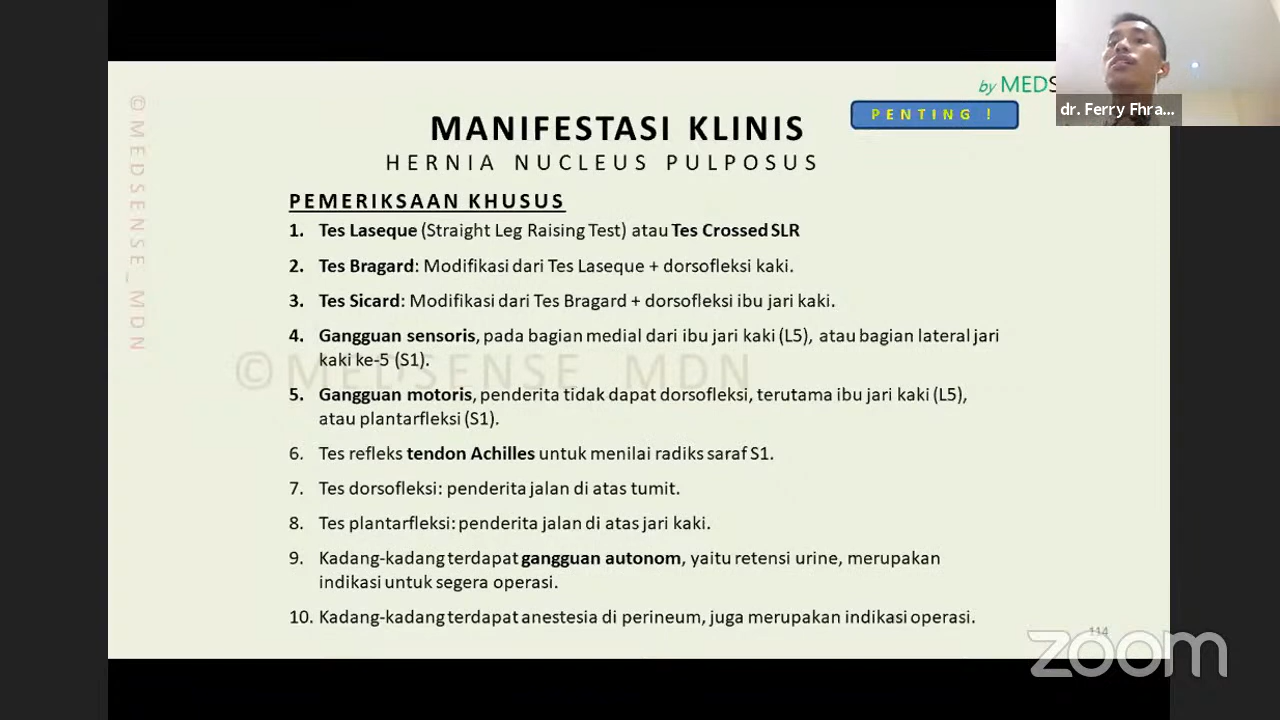 by MEDS
PENTING !
dr. Ferry Fhra...
MANIFESTASI KLINIS
HERNIA NUCLEUS PULPOSUS
PEMERIKSAAN KHUSUS
1. Tes Laseque (Straight Leg Raising Test) atau Tes Crossed SLR
2. Tes Bragard: Modifikasi dari Tes Laseque + dorsofleksi kaki.
3. Tes Sicard: Modifikasi dari Tes Bragard + dorsofleksi ibu jari kaki.
4. Gangguan sensoris, pada bagian medial dari ibu jari kaki (L5), atau bagian lateral jari
kaki ke-5 (S1).
5. Gangguan motoris, penderita tidak dapat dorsofleksi, terutama ibu jari kaki (L5),
atau plantarfleksi (S1).
6. Tes refleks tendon Achilles untuk menilai radiks saraf S1.
7. Tes dorsofleksi: penderita jalan di atas tumit.
8. Tes plantarfleksi: penderita jalan di atas jari kaki.
9. Kadang-kadang terdapat gangguan autonom, yaitu retensi urine, merupakan
indikasi untuk segera operasi.
10. Kadang-kadang terdapat anestesia di perineum, juga merupakan indikasi operasi.
©MEDSENSE_MDN
©MEDSENSE_MDN
114
zoom